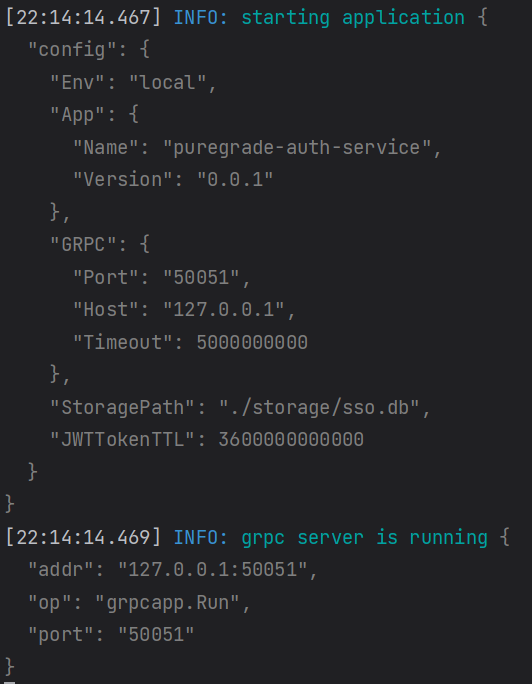 [22:14:14.467] INFO: starting application {
  "config": {
    "Env": "local",
    "App": {
      "Name": "puregrade-auth-service",
      "Version": "0.0.1"
    },
    "GRPC": {
      "Port": "50051",
      "Host": "127.0.0.1",
      "Timeout": 5000000000
    },
    "StoragePath": "./storage/sso.db",
    "JWTTokenTTL": 3600000000000
  }
}
[22:14:14.469] INFO: grpc server is running {
  "addr": "127.0.0.1:50051",
  "op": "grpcapp.Run",
  "port": "50051"
}